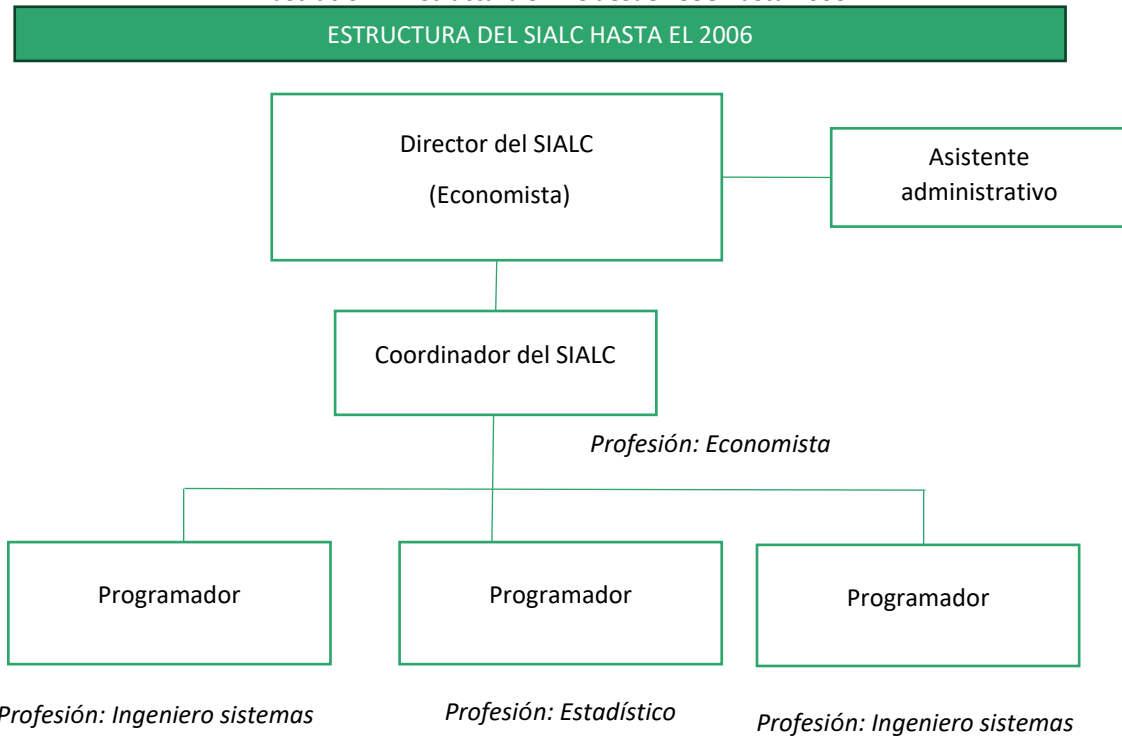 ESTRUCTURA DEL SIALC HASTA EL 2006
Director del SIALC
(Economista)
Asistente
administrativo
Coordinador del SIALC
Profesión: Economista
Programador
Programador
Programador
Profesión: Ingeniero sistemas
Profesión: Estadístico
Profesión: Ingeniero sistemas